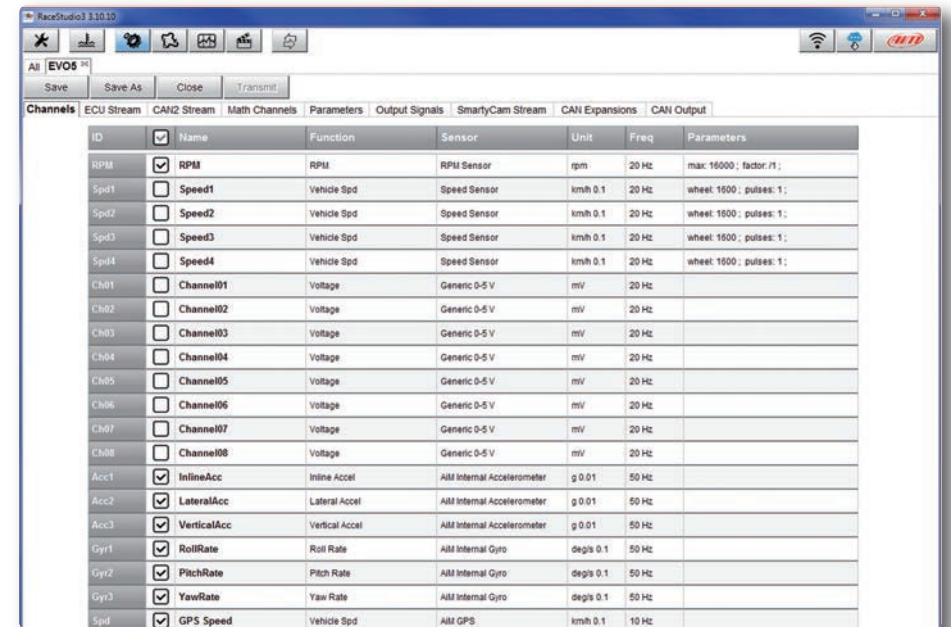 RaceStudio3 3.10.10
AiM
All EVO5
Save Save As Close Transmit
Channels ECU Stream CAN2 Stream Math Channels Parameters Output Signals SmartyCam Stream CAN Expansions CAN Output
ID Name Function Sensor Unit Freq Parameters
RPM RPM RPM RPM Sensor rpm 20 Hz max: 16000 ; factor: /1 ;
Spd1 Speed1 Vehicle Spd Speed Sensor km/h 0.1 20 Hz wheel: 1600 ; pulses: 1 ;
Spd2 Speed2 Vehicle Spd Speed Sensor km/h 0.1 20 Hz wheel: 1600 ; pulses: 1 ;
Spd3 Speed3 Vehicle Spd Speed Sensor km/h 0.1 20 Hz wheel: 1600 ; pulses: 1 ;
Spd4 Speed4 Vehicle Spd Speed Sensor km/h 0.1 20 Hz wheel: 1600 ; pulses: 1 ;
Ch01 Channel01 Voltage Generic 0-5 V mV 20 Hz
Ch02 Channel02 Voltage Generic 0-5 V mV 20 Hz
Ch03 Channel03 Voltage Generic 0-5 V mV 20 Hz
Ch04 Channel04 Voltage Generic 0-5 V mV 20 Hz
Ch05 Channel05 Voltage Generic 0-5 V mV 20 Hz
Ch06 Channel06 Voltage Generic 0-5 V mV 20 Hz
Ch07 Channel07 Voltage Generic 0-5 V mV 20 Hz
Ch08 Channel08 Voltage Generic 0-5 V mV 20 Hz
Acc1 InlineAcc Inline Accel AiM Internal Accelerometer g 0.01 50 Hz
Acc2 LateralAcc Lateral Accel AiM Internal Accelerometer g 0.01 50 Hz
Acc3 VerticalAcc Vertical Accel AiM Internal Accelerometer g 0.01 50 Hz
Gyr1 RollRate Roll Rate AiM Internal Gyro deg/s 0.1 50 Hz
Gyr2 PitchRate Pitch Rate AiM Internal Gyro deg/s 0.1 50 Hz
Gyr3 YawRate Yaw Rate AiM Internal Gyro deg/s 0.1 50 Hz
Spd GPS Speed Vehicle Spd AiM GPS km/h 0.1 10 Hz